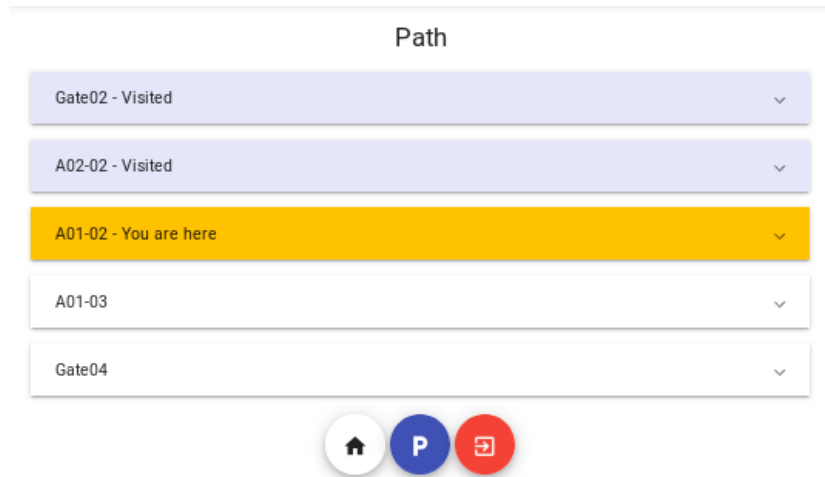 Path
Gate02 - Visited
A02-02 - Visited
A01-02 - You are here
A01-03
Gate04
P